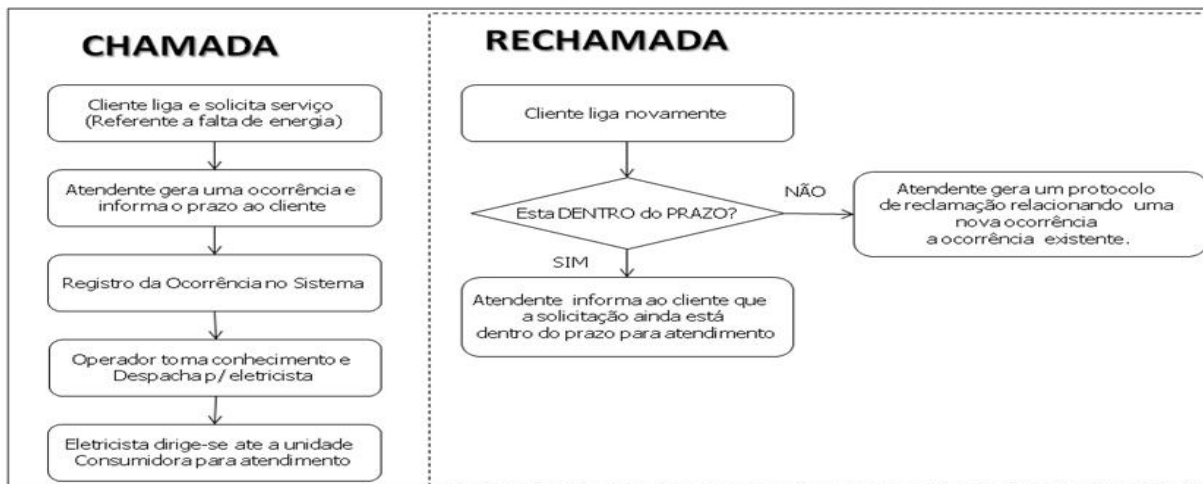 CHAMADA
Cliente liga e solicita serviço
(Referente a falta de energia)
Atendente gera uma ocorrência e
informa o prazo ao cliente
Registro da Ocorrência no Sistema
Operador toma conhecimento e
Despacha p/ eletricista
Eletricista dirige-se ate a unidade
Consumidora para atendimento
RECHAMADA
Cliente liga novamente
Esta DENTRO do PRAZO?
NÃO
Atendente gera um protocolo
de reclamação relacionando uma
nova ocorrência
a ocorrência existente.
SIM
Atendente informa ao cliente que
a solicitação ainda está
dentro do prazo para atendimento